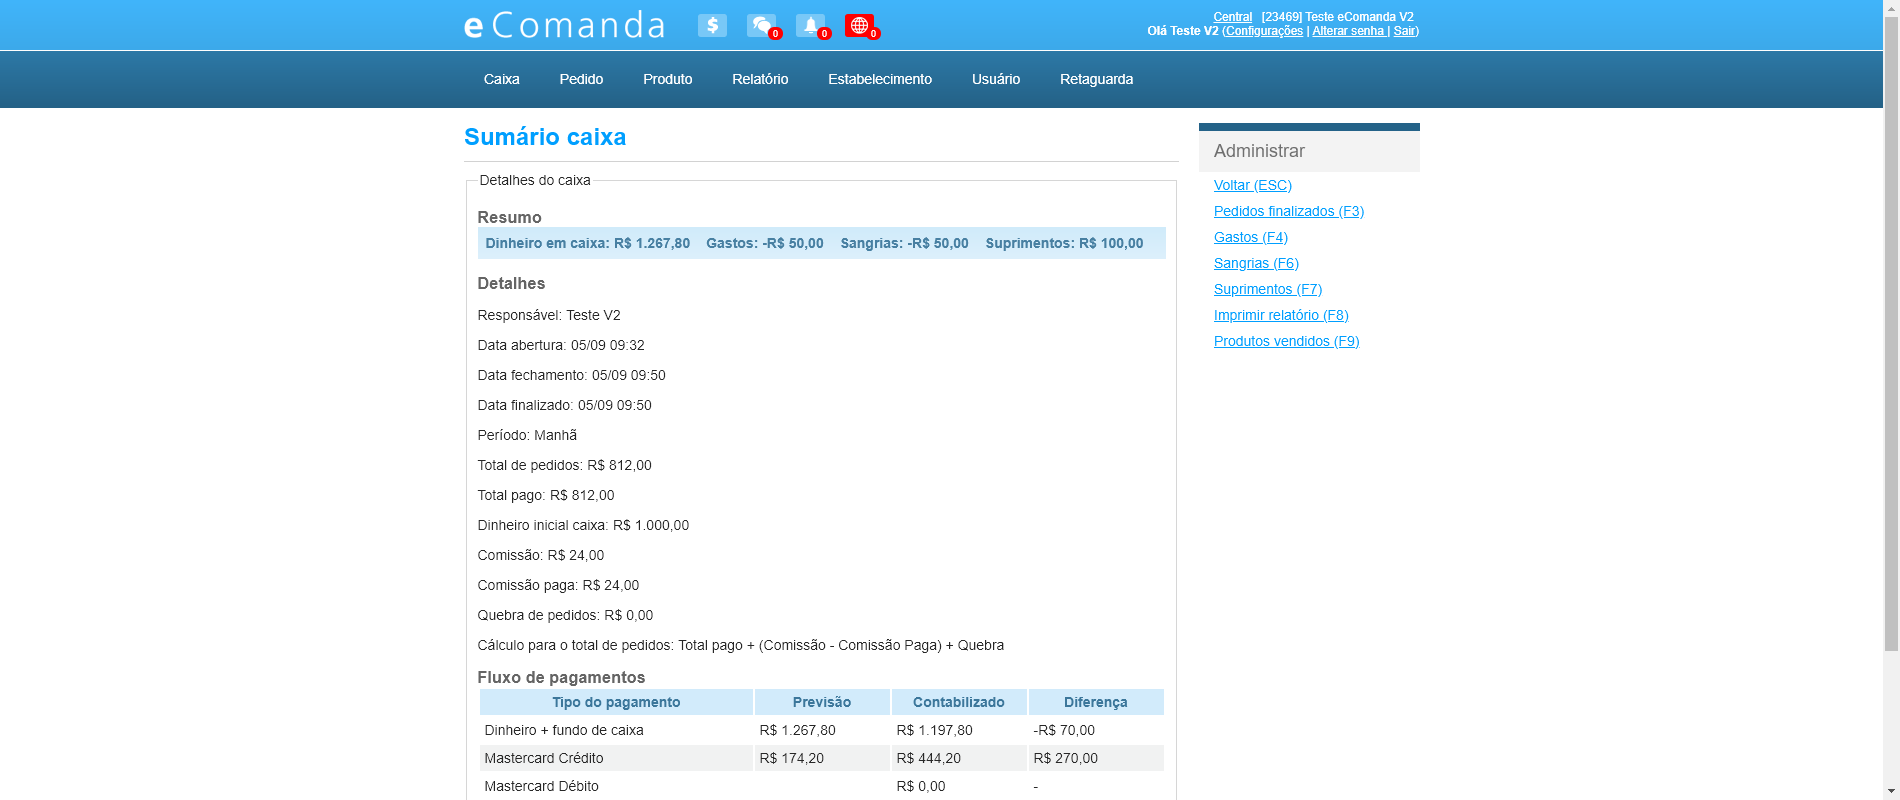 eComanda
$ 0 0 0
Central [23469] Teste eComanda V2
Olá Teste V2 (Configurações | Alterar senha | Sair)
Caixa Pedido Produto Relatório Estabelecimento Usuário Retaguarda
Sumário caixa
Detalhes do caixa
Resumo
Dinheiro em caixa: R$ 1.267,80 Gastos: -R$ 50,00 Sangrias: -R$ 50,00 Suprimentos: R$ 100,00
Detalhes
Responsável: Teste V2
Data abertura: 05/09 09:32
Data fechamento: 05/09 09:50
Data finalizado: 05/09 09:50
Período: Manhã
Total de pedidos: R$ 812,00
Total pago: R$ 812,00
Dinheiro inicial caixa: R$ 1.000,00
Comissão: R$ 24,00
Comissão paga: R$ 24,00
Quebra de pedidos: R$ 0,00
Cálculo para o total de pedidos: Total pago + (Comissão - Comissão Paga) + Quebra
Fluxo de pagamentos
Tipo do pagamento Previsão Contabilizado Diferença
Dinheiro + fundo de caixa R$ 1.267,80 R$ 1.197,80 -R$ 70,00
Mastercard Crédito R$ 174,20 R$ 444,20 R$ 270,00
Mastercard Débito R$ 0,00 -
Administrar
Voltar (ESC)
Pedidos finalizados (F3)
Gastos (F4)
Sangrias (F6)
Suprimentos (F7)
Imprimir relatório (F8)
Produtos vendidos (F9)